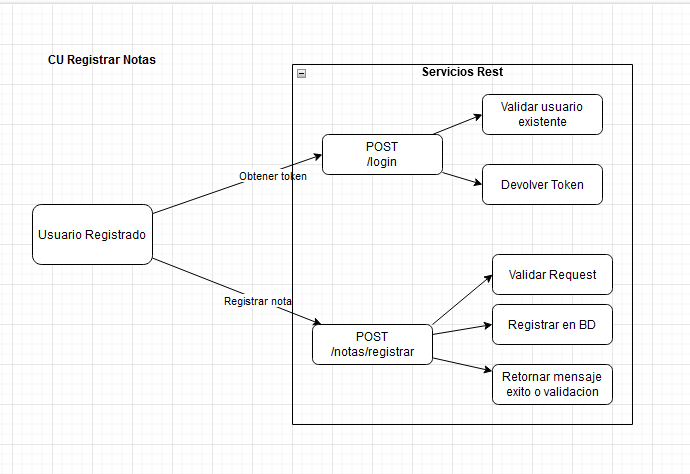 CU Registrar Notas
Servicios Rest
Validar usuario
existente
POST
/login
Obtener token
Devolver Token
Usuario Registrado
Validar Request
Registrar nota
Registrar en BD
POST
/notas/registrar
Retornar mensaje
exito o validacion